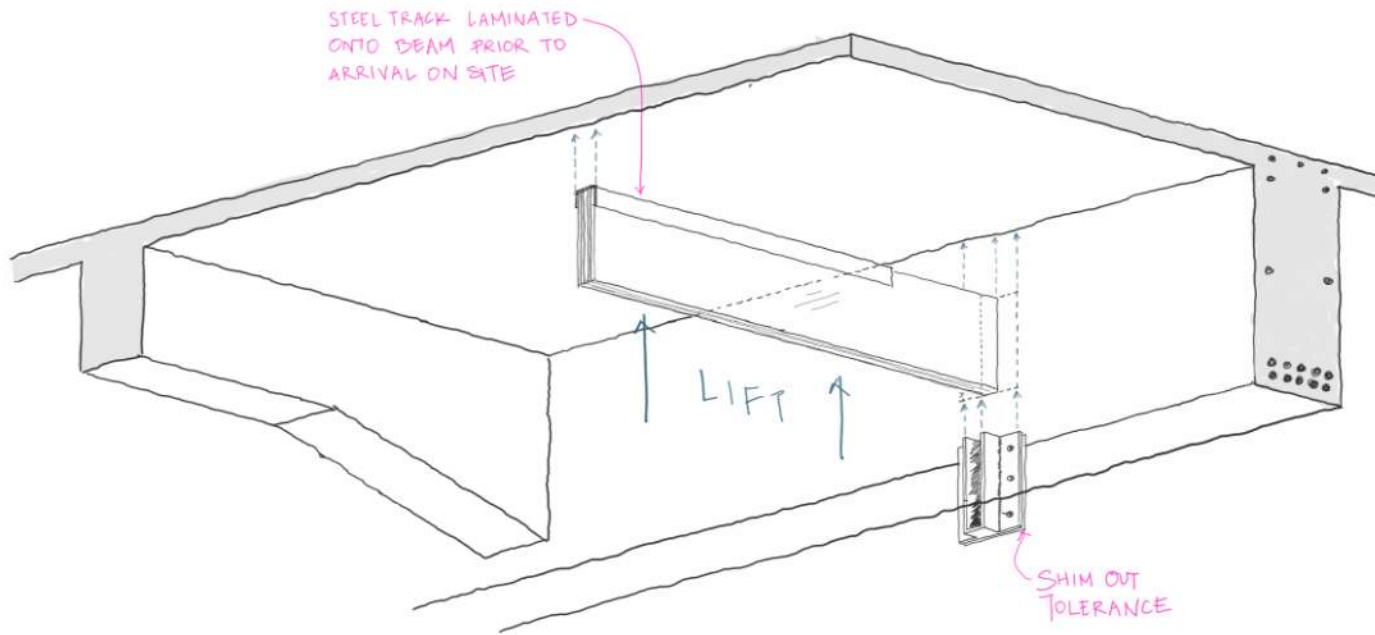 STEEL TRACK LAMINATED
ONTO BEAM PRIOR TO
ARRIVAL ON SITE
LIFT
SHIM OUT
TOLERANCE